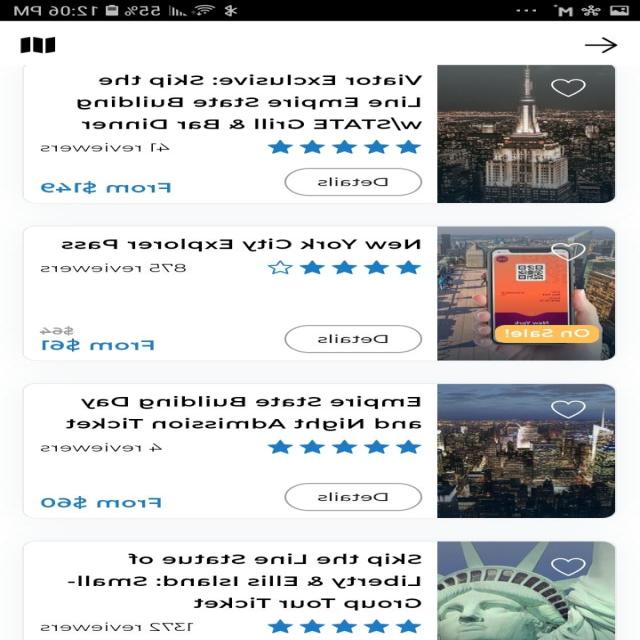 12:06 PM
55%
M
Viator Exclusive: Skip the
Line Empire State Building
w/STATE Grill & Bar Dinner
41 reviewers
Details
From $149
New York City Explorer Pass
875 reviewers
New York
On Sale!
$64
Details
From $61
Empire State Building Day
and Night Admission Ticket
4 reviewers
Details
From $60
Skip the Line Statue of
Liberty & Ellis Island: Small-
Group Tour Ticket
1372 reviewers